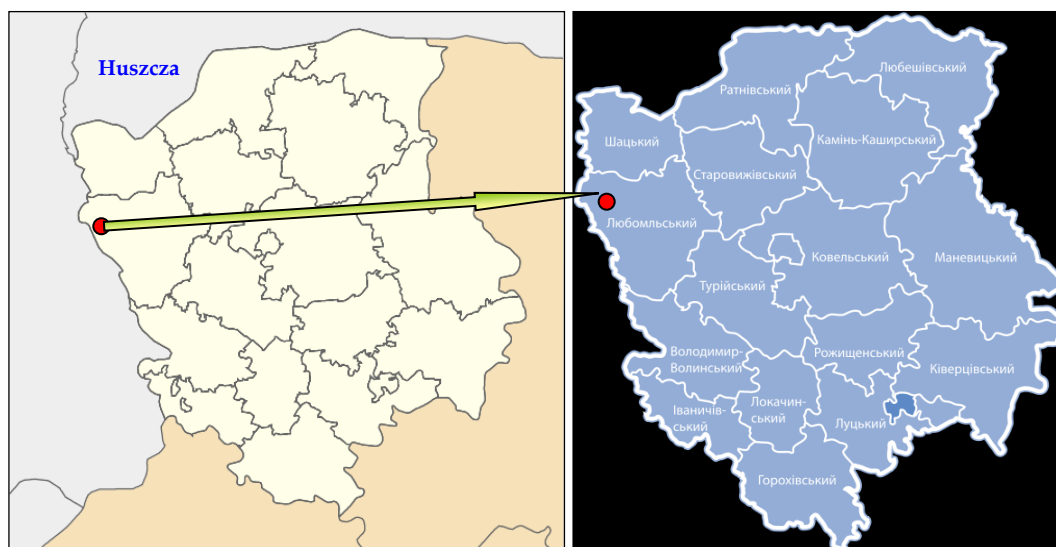 Huszcza
Любешівський
Ратнівський
Камінь-Каширський
Шацький
Старовижівський
Любомльський
Ковельський
Маневицький
Турійський
Володимир-
Волинський
Рожищенський
Ківерцівський
Локачин-
ський
Іваничів-
ський
Луцький
Горохівський